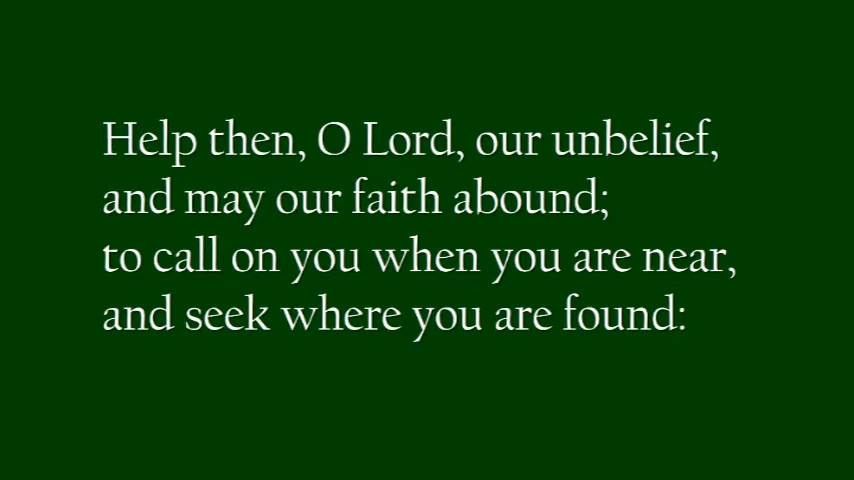 Help then, O Lord, our unbelief,
and may our faith abound;
to call on you when you are near,
and seek where you are found: